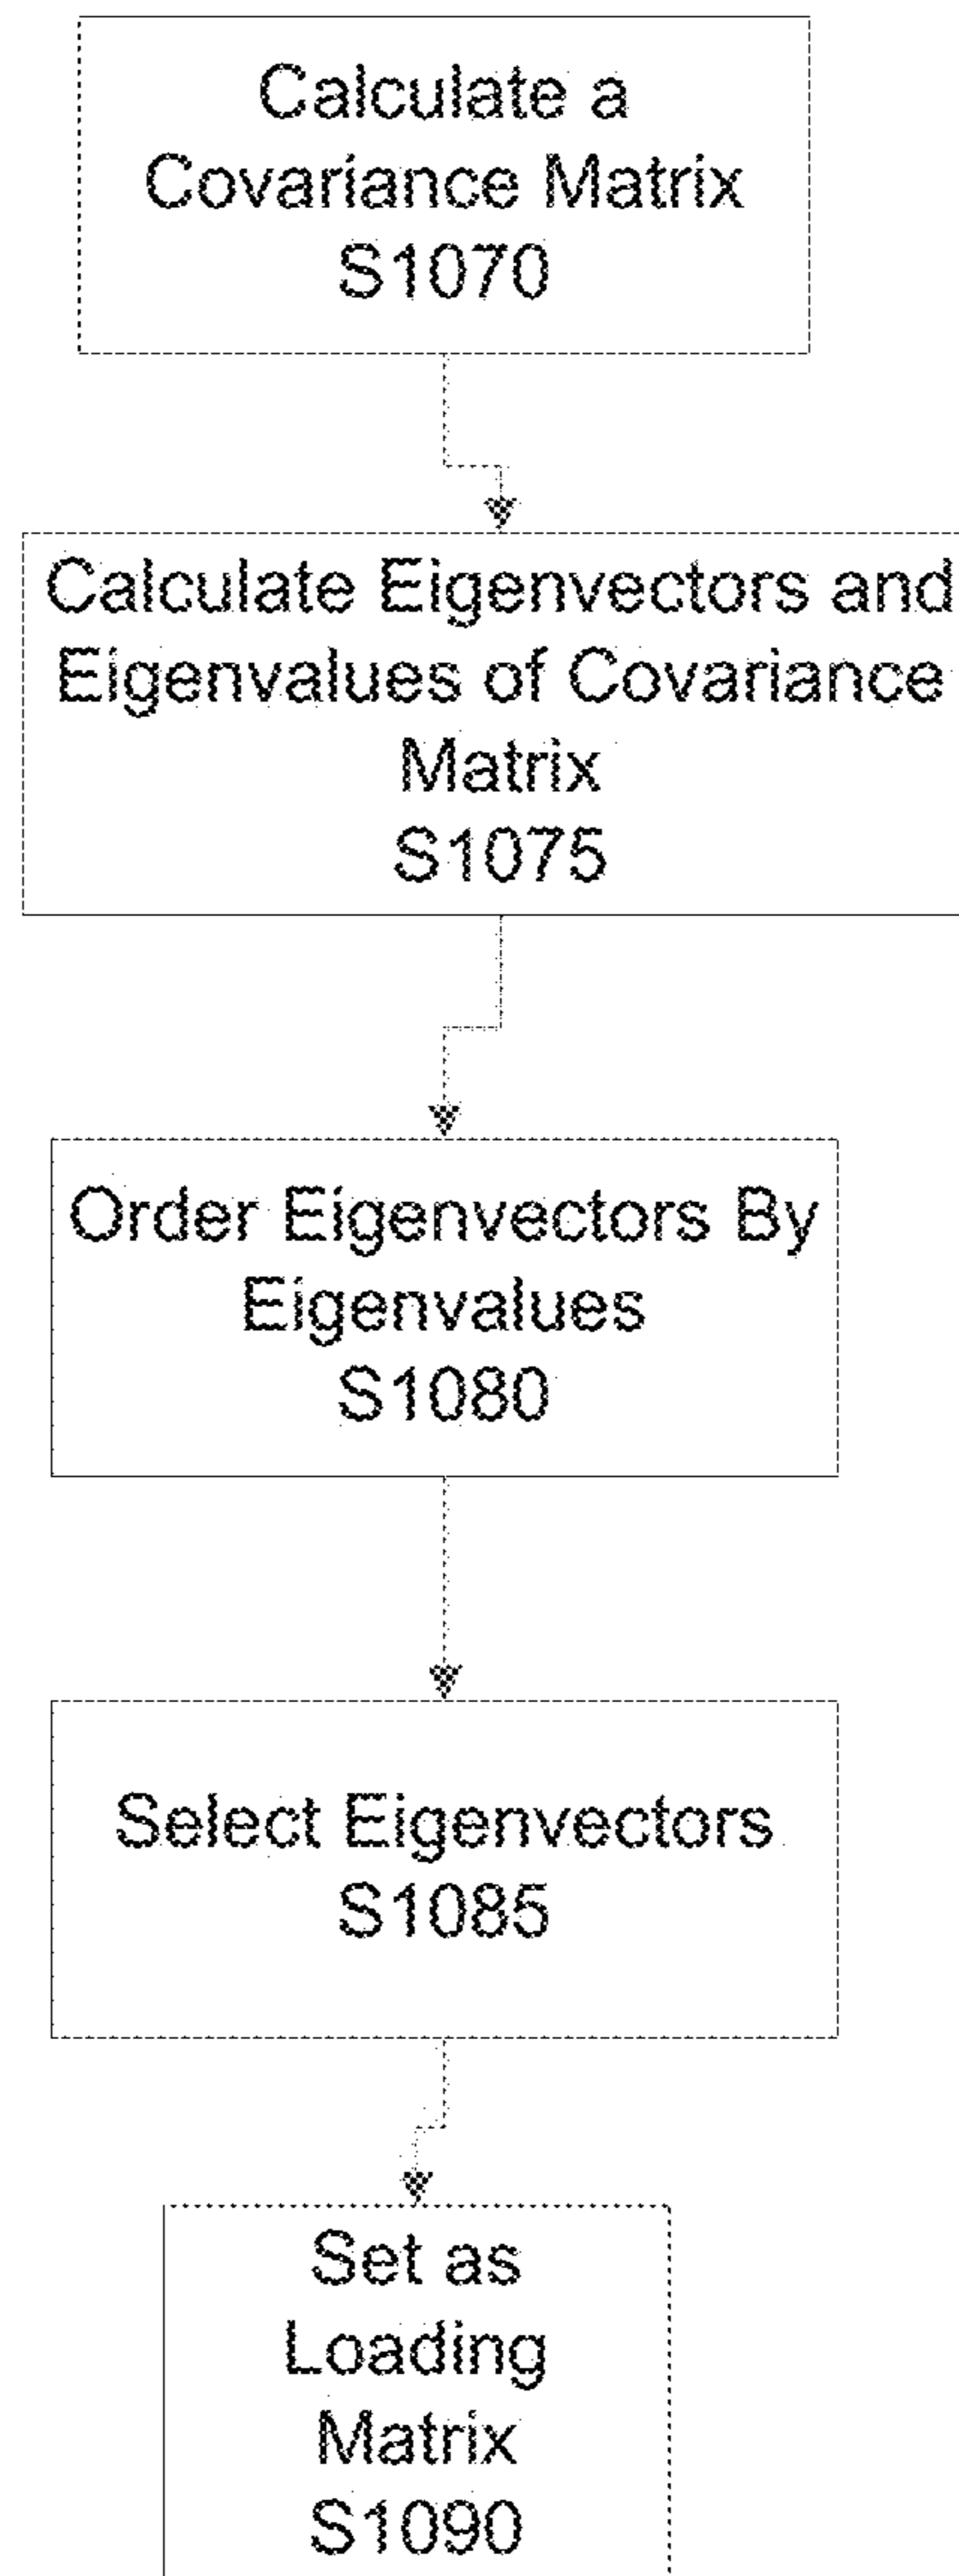 Calculate a
Covariance Matrix
S1070
Calculate Eigenvectors and
Eigenvalues of Covariance
Matrix
S1075
Order Eigenvectors By
Eigenvalues
S1080
Select Eigenvectors
S1085
Set as
Loading
Matrix
S1090